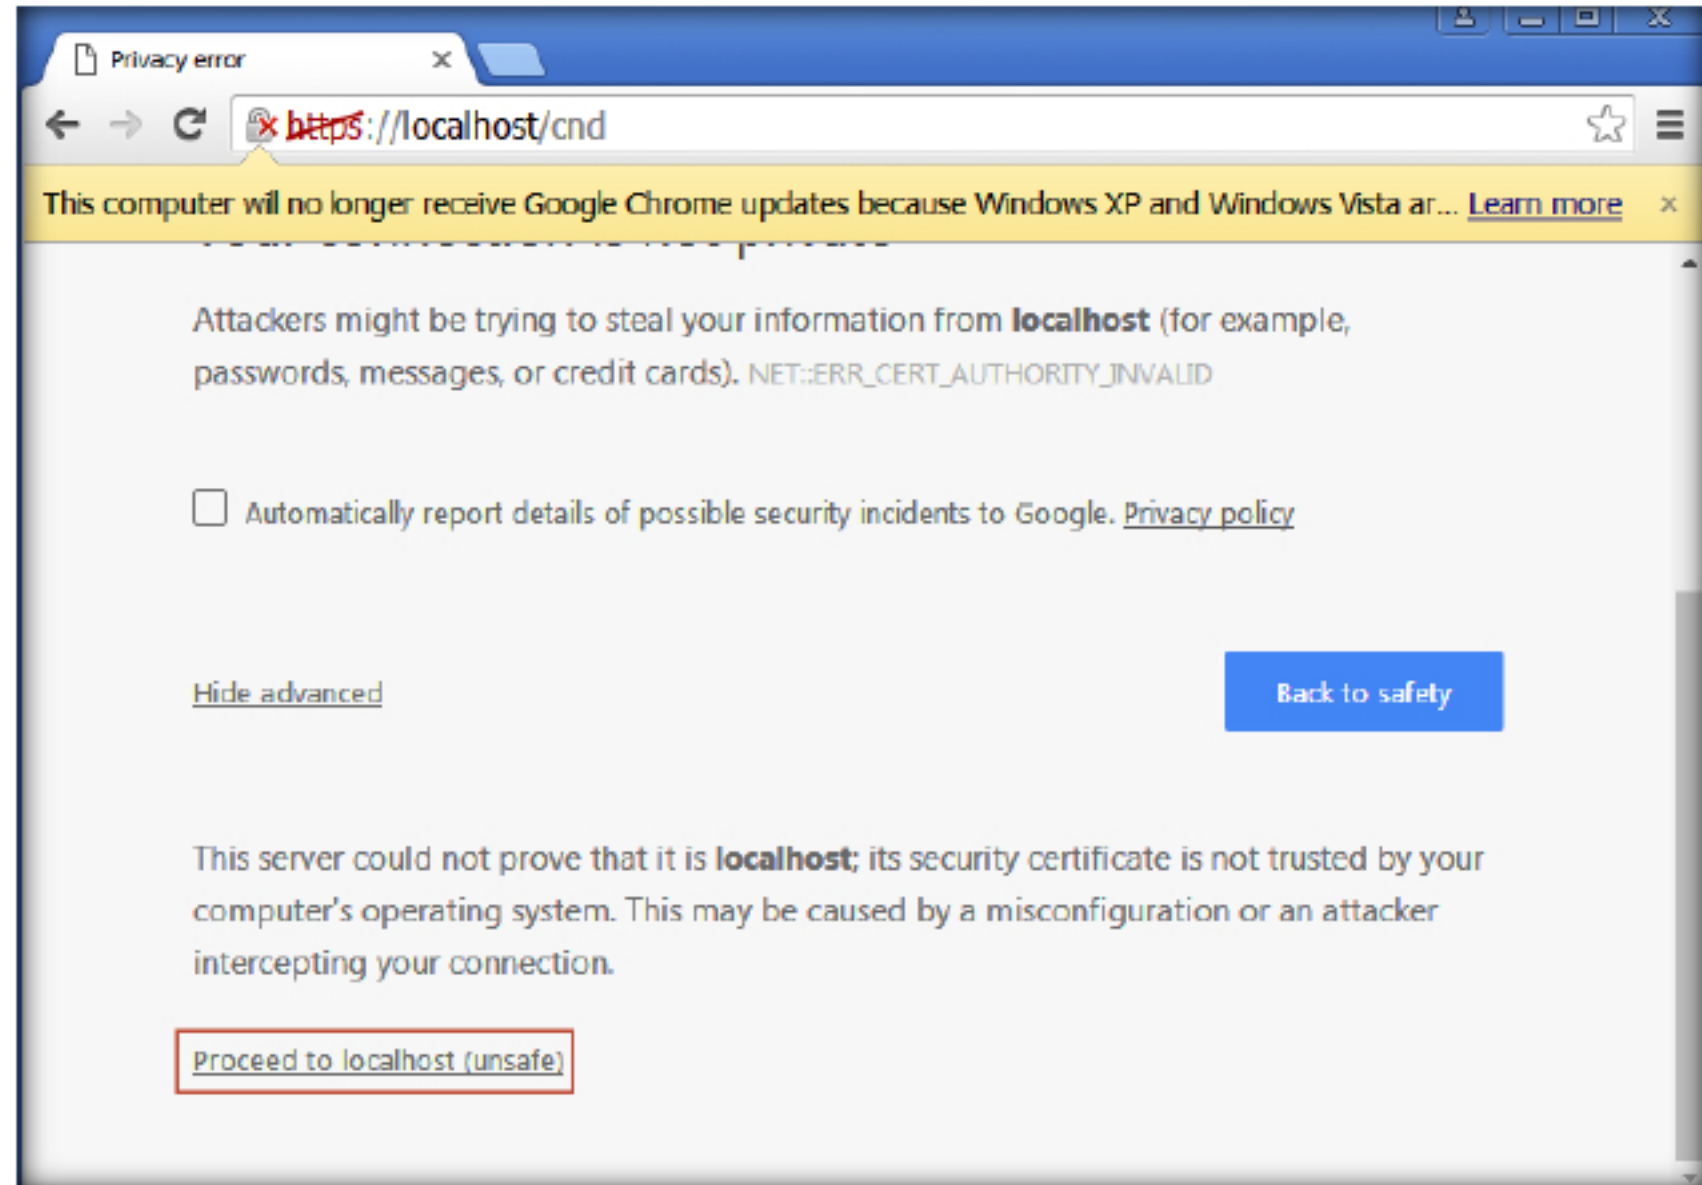 Privacy error
https://localhost/cnd
This computer will no longer receive Google Chrome updates because Windows XP and Windows Vista ar... Learn more
Attackers might be trying to steal your information from localhost (for example,
passwords, messages, or credit cards). NET::ERR_CERT_AUTHORITY_INVALID
Automatically report details of possible security incidents to Google. Privacy policy
Hide advanced
Back to safety
This server could not prove that it is localhost; its security certificate is not trusted by your
computer's operating system. This may be caused by a misconfiguration or an attacker
intercepting your connection.
Proceed to localhost (unsafe)